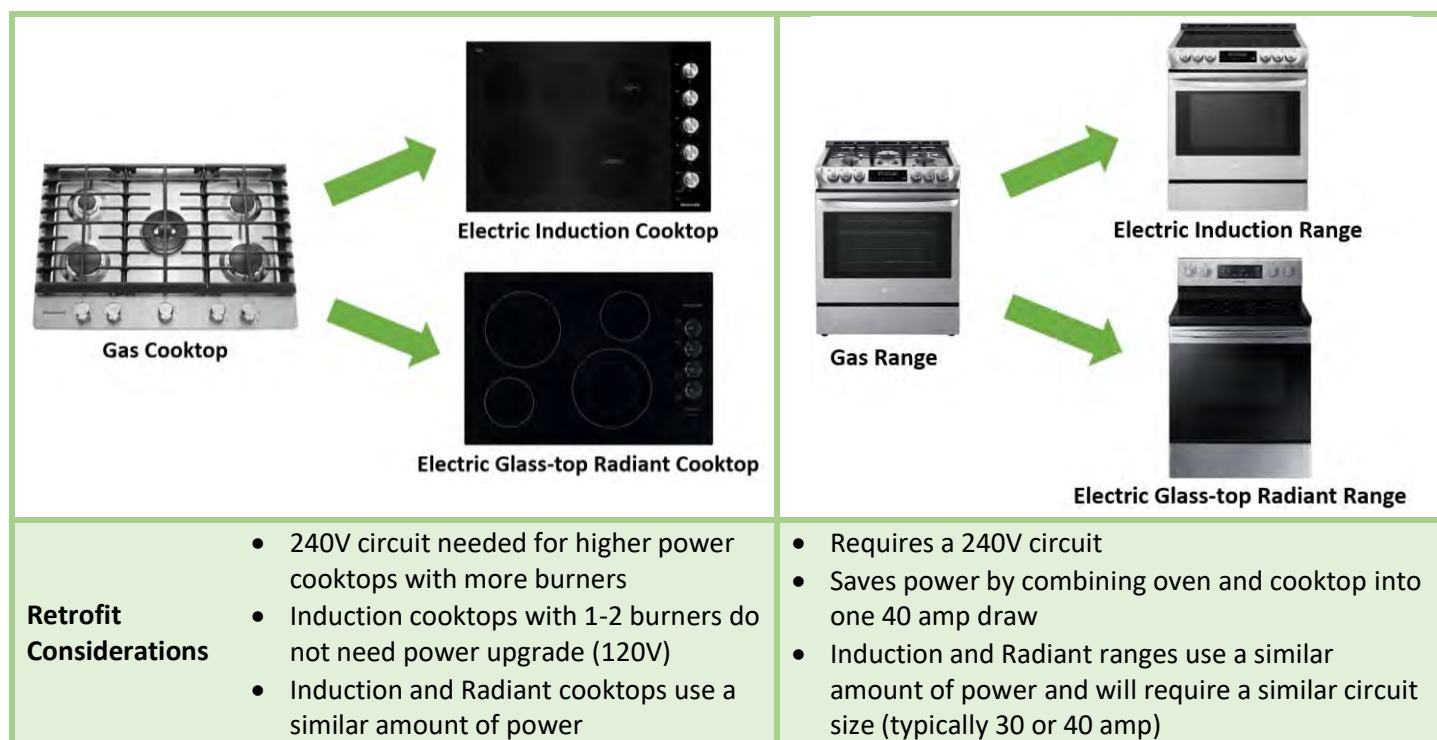 Electric Induction Cooktop
Gas Cooktop
Electric Glass-top Radiant Cooktop
Electric Induction Range
Gas Range
Electric Glass-top Radiant Range
Retrofit
Considerations
• 240V circuit needed for higher power
cooktops with more burners
• Induction cooktops with 1-2 burners do
not need power upgrade (120V)
• Induction and Radiant cooktops use a
similar amount of power
• Requires a 240V circuit
• Saves power by combining oven and cooktop into
one 40 amp draw
• Induction and Radiant ranges use a similar
amount of power and will require a similar circuit
size (typically 30 or 40 amp)